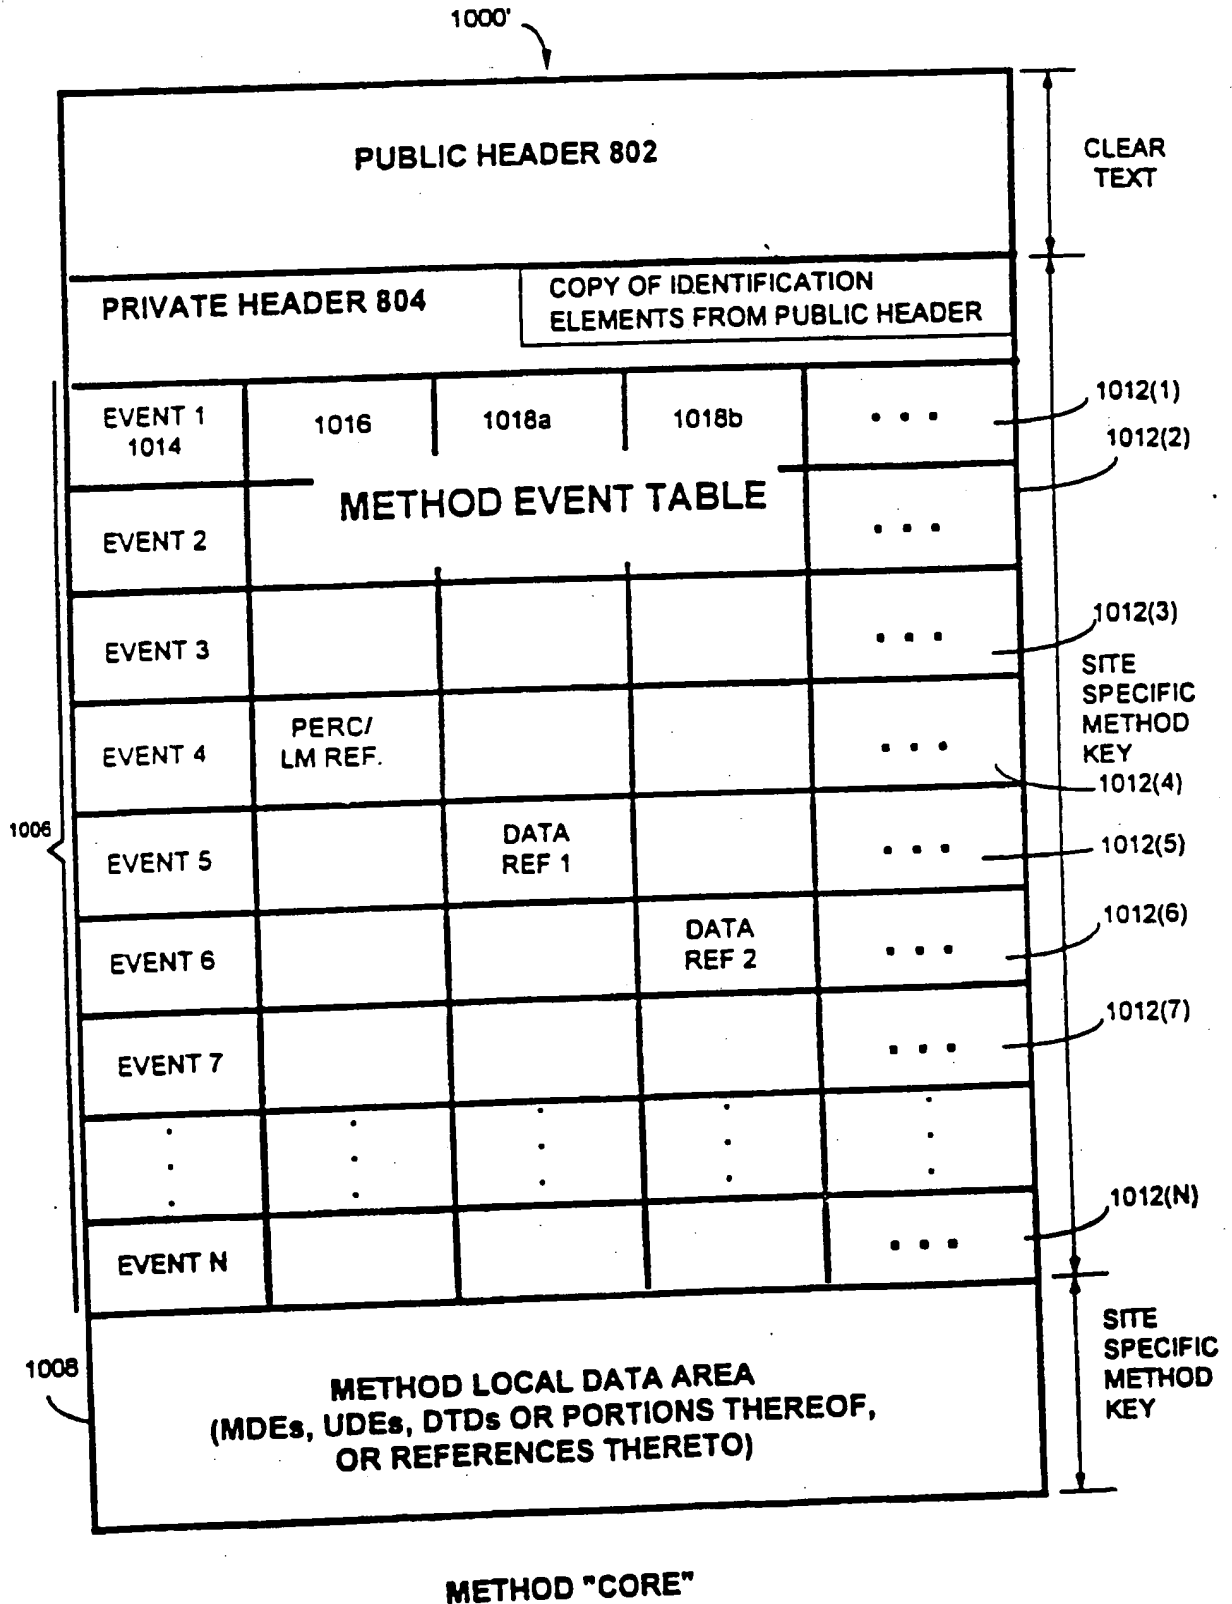 1000'
PUBLIC HEADER 802
CLEAR
TEXT
PRIVATE HEADER 804
COPY OF IDENTIFICATION
ELEMENTS FROM PUBLIC HEADER
EVENT 1
1014
1016
1018a
1018b
• • •
1012(1)
1012(2)
METHOD EVENT TABLE
EVENT 2
• • •
EVENT 3
• • •
1012(3)
SITE
SPECIFIC
METHOD
KEY
EVENT 4
PERC/
LM REF.
• • •
1012(4)
1006
EVENT 5
DATA
REF 1
• • •
1012(5)
EVENT 6
DATA
REF 2
• • •
1012(6)
EVENT 7
• • •
1012(7)
EVENT N
• • •
1012(N)
1008
METHOD LOCAL DATA AREA
(MDEs, UDEs, DTDs OR PORTIONS THEREOF,
OR REFERENCES THERETO)
SITE
SPECIFIC
METHOD
KEY
METHOD "CORE"